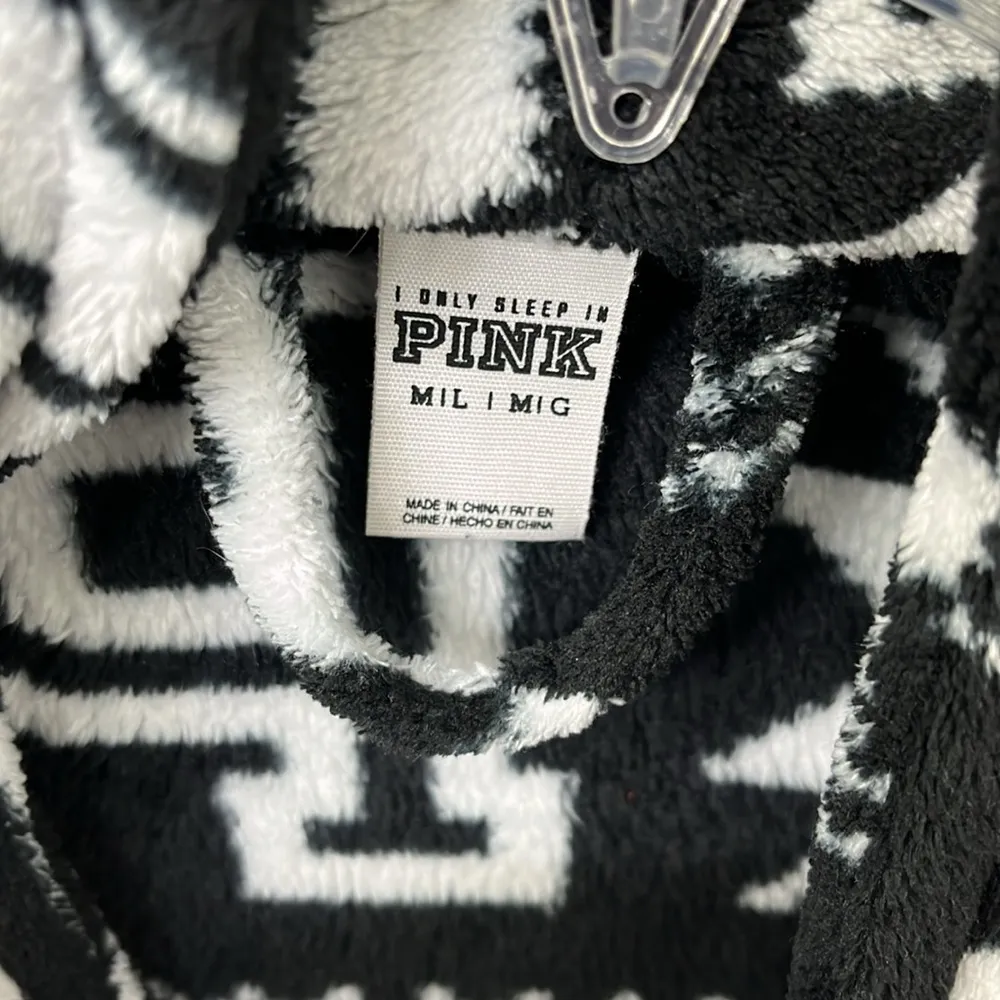 I ONLY SLEEP IN
PINK
M|L | M|G
MADE IN CHINA / FAIT EN
CHINE / HECHO EN CHINA